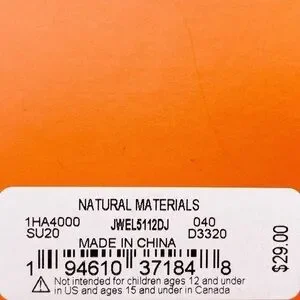 NATURAL MATERIALS
1HA4000 JWEL5112DJ 040
SU20 D3320
MADE IN CHINA
1 94610 37184 8
Not intended for children ages 12 and under
in US and ages 15 and under in Canada
$29.00